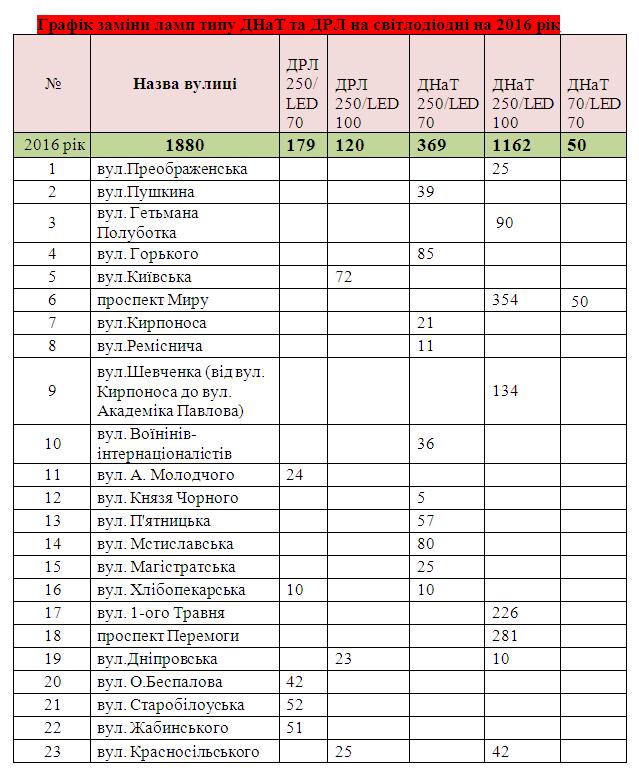 Графік заміни ламп типу ДНаТ та ДРЛ на світлодіодні на 2016 рік
№ Назва вулиці ДРЛ 250/ LED 70 ДРЛ 250/LED 100 ДНаТ 250/LED 70 ДНаТ 250/LED 100 ДНаТ 70/LED 70
2016 рік 1880 179 120 369 1162 50
1 вул.Преображенська 25
2 вул.Пушкина 39
3 вул. Гетьмана Полуботка 90
4 вул. Горького 85
5 вул.Київська 72
6 проспект Миру 354 50
7 вул.Кирпоноса 21
8 вул.Реміснича 11
9 вул.Шевченка (від вул. Кирпоноса до вул. Академіка Павлова) 134
10 вул. Воїнінів-інтернаціоналістів 36
11 вул. А. Молодчого 24
12 вул. Князя Чорного 5
13 вул. П'ятницька 57
14 вул. Мстиславська 80
15 вул. Магістратська 25
16 вул. Хлібопекарська 10 10
17 вул. 1-ого Травня 226
18 проспект Перемоги 281
19 вул.Дніпровська 23 10
20 вул. О.Беспалова 42
21 вул. Старобілоуська 52
22 вул. Жабинського 51
23 вул. Красносільського 25 42